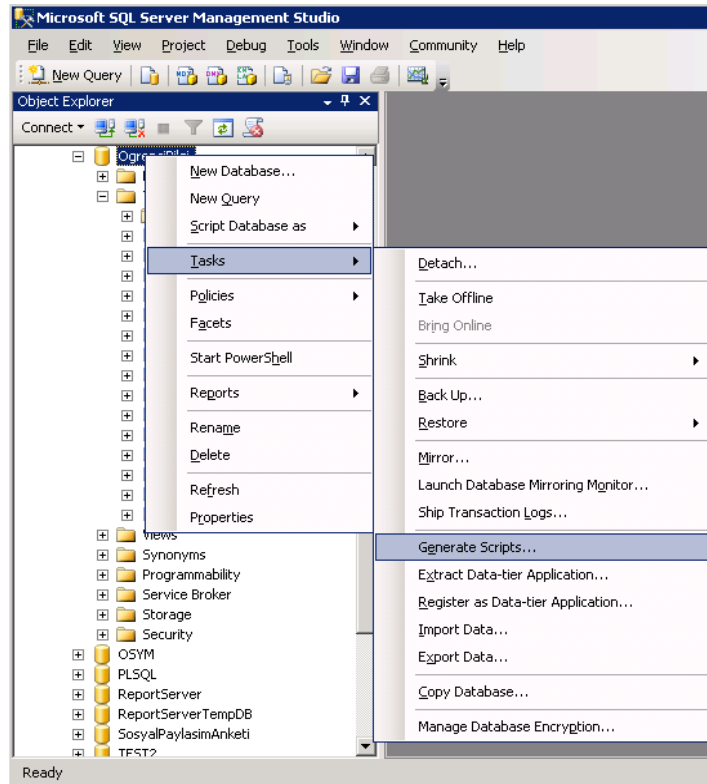 Microsoft SQL Server Management Studio
File Edit View Project Debug Tools Window Community Help
New Query
Object Explorer
Connect
New Database...
New Query
Script Database as
Tasks
Policies
Facets
Start PowerShell
Reports
Rename
Delete
Refresh
Properties
Detach...
Take Offline
Bring Online
Shrink
Back Up...
Restore
Mirror...
Launch Database Mirroring Monitor...
Ship Transaction Logs...
Generate Scripts...
Extract Data-tier Application...
Register as Data-tier Application...
Import Data...
Export Data...
Copy Database...
Manage Database Encryption...
Views
Synonyms
Programmability
Service Broker
Storage
Security
OSYM
PLSQL
ReportServer
ReportServerTempDB
SosyalPaylasimAnketi
TEST2
Ready